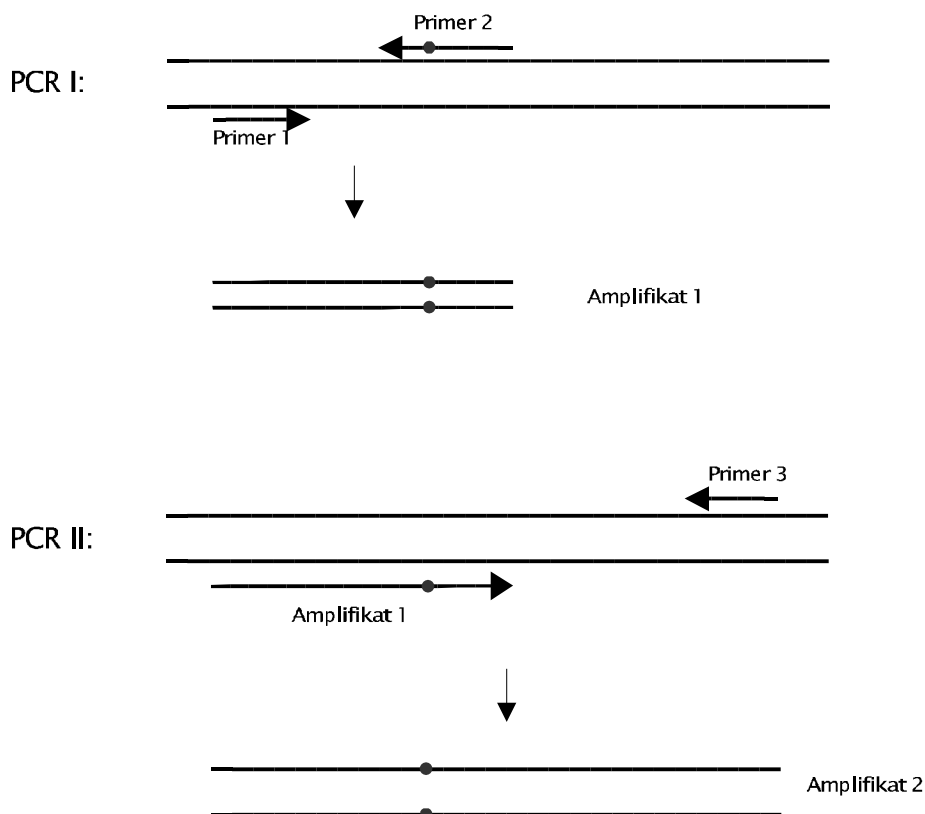 Primer 2
PCR I:
Primer 1
Amplifikat 1
Primer 3
PCR II:
Amplifikat 1
Amplifikat 2